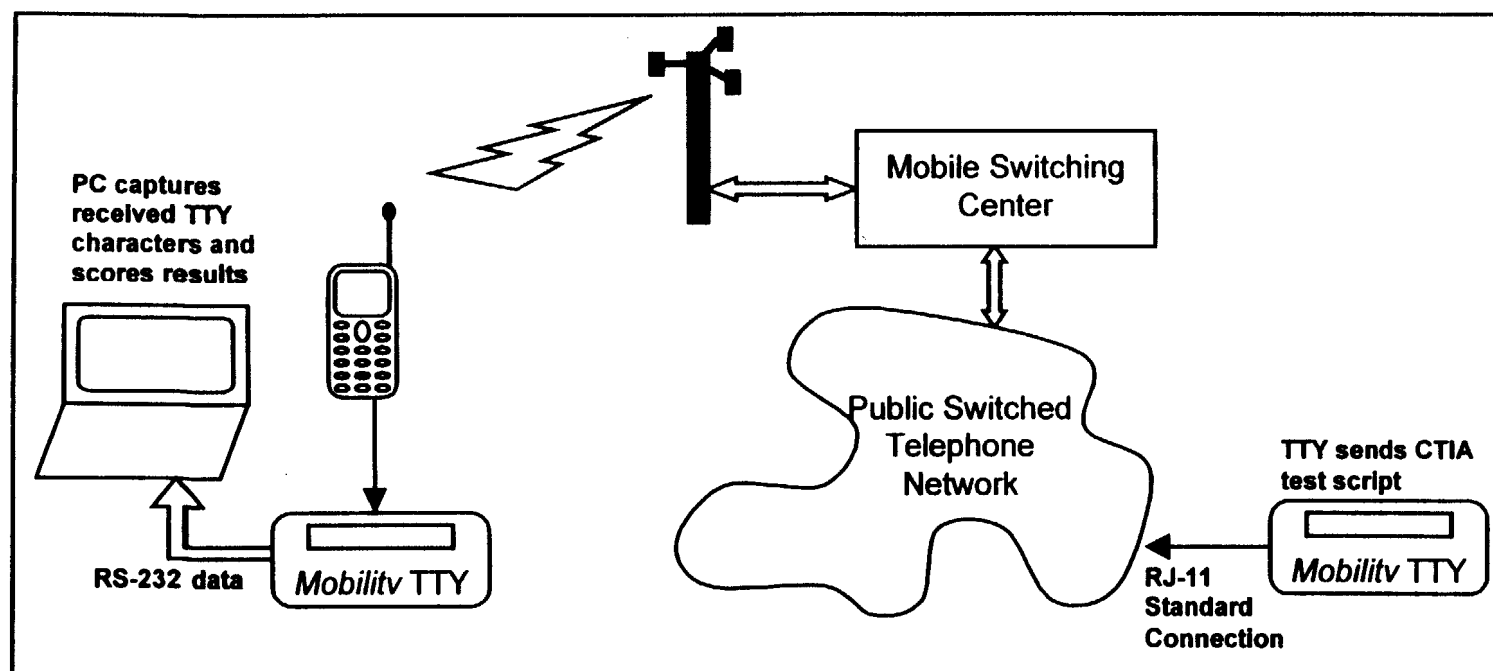 PC captures
received TTY
characters and
scores results
Mobile Switching
Center
Public Switched
Telephone
Network
TTY sends CTIA
test script
RS-232 data
Mobilitv TTY
RJ-11
Standard
Connection
Mobilitv TTY